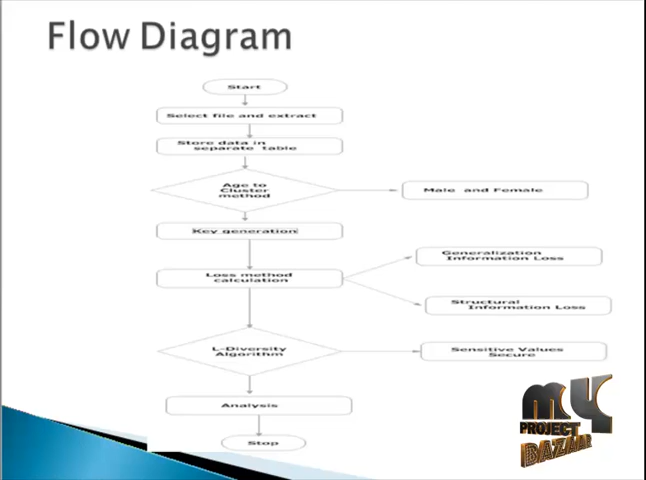 Flow Diagram
Start
Select file and extract
Store data in
separate table
Age to
Cluster
method
Male and Female
Key generation
Loss method
calculation
Generalization
Information Loss
Structural
Information Loss
L-Diversity
Algorithm
Sensitive Values
Secure
Analysis
Stop
MY
PROJECT
BAZAAR